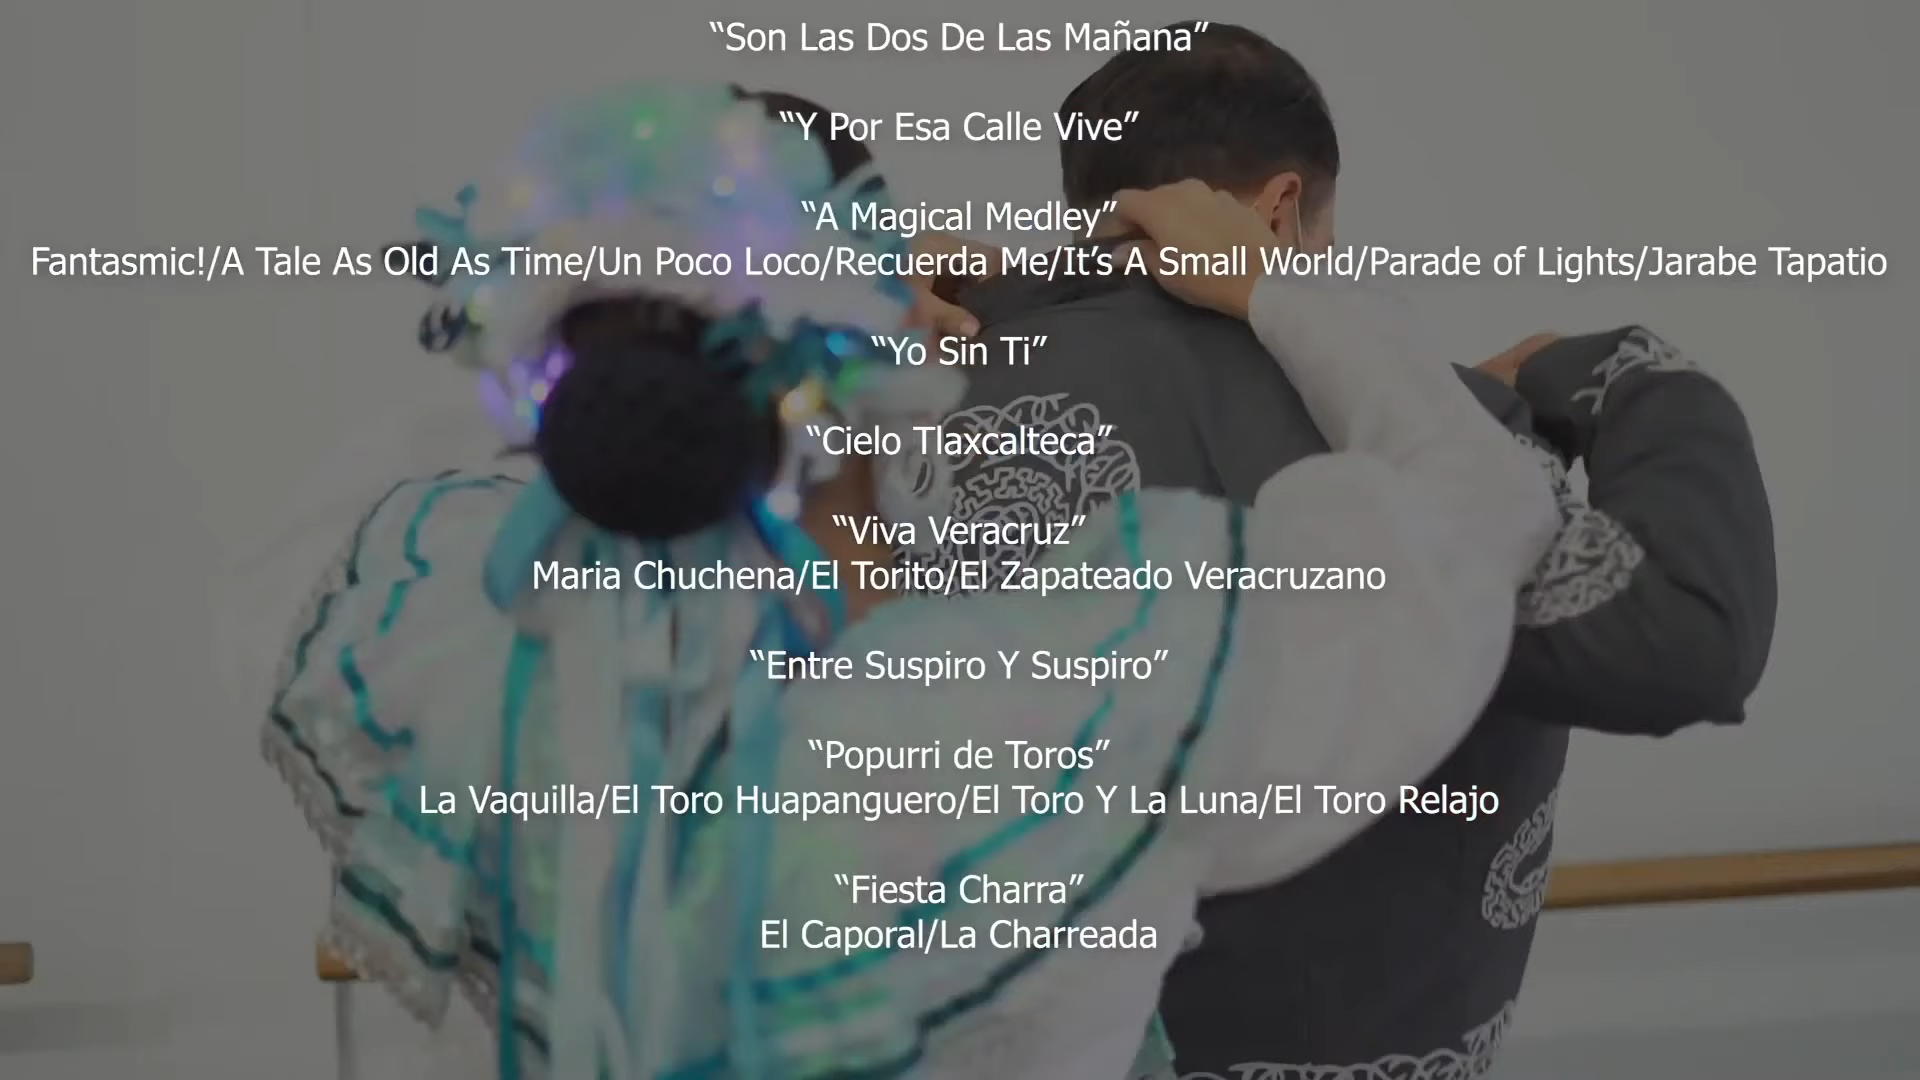 “Son Las Dos De Las Mañana”
“Y Por Esa Calle Vive”
“A Magical Medley”
Fantasmic!/A Tale As Old As Time/Un Poco Loco/Recuerda Me/It’s A Small World/Parade of Lights/Jarabe Tapatio
“Yo Sin Ti”
“Cielo Tlaxcalteca”
“Viva Veracruz”
Maria Chuchena/El Torito/El Zapateado Veracruzano
“Entre Suspiro Y Suspiro”
“Popurri de Toros”
La Vaquilla/El Toro Huapanguero/El Toro Y La Luna/El Toro Relajo
“Fiesta Charra”
El Caporal/La Charreada